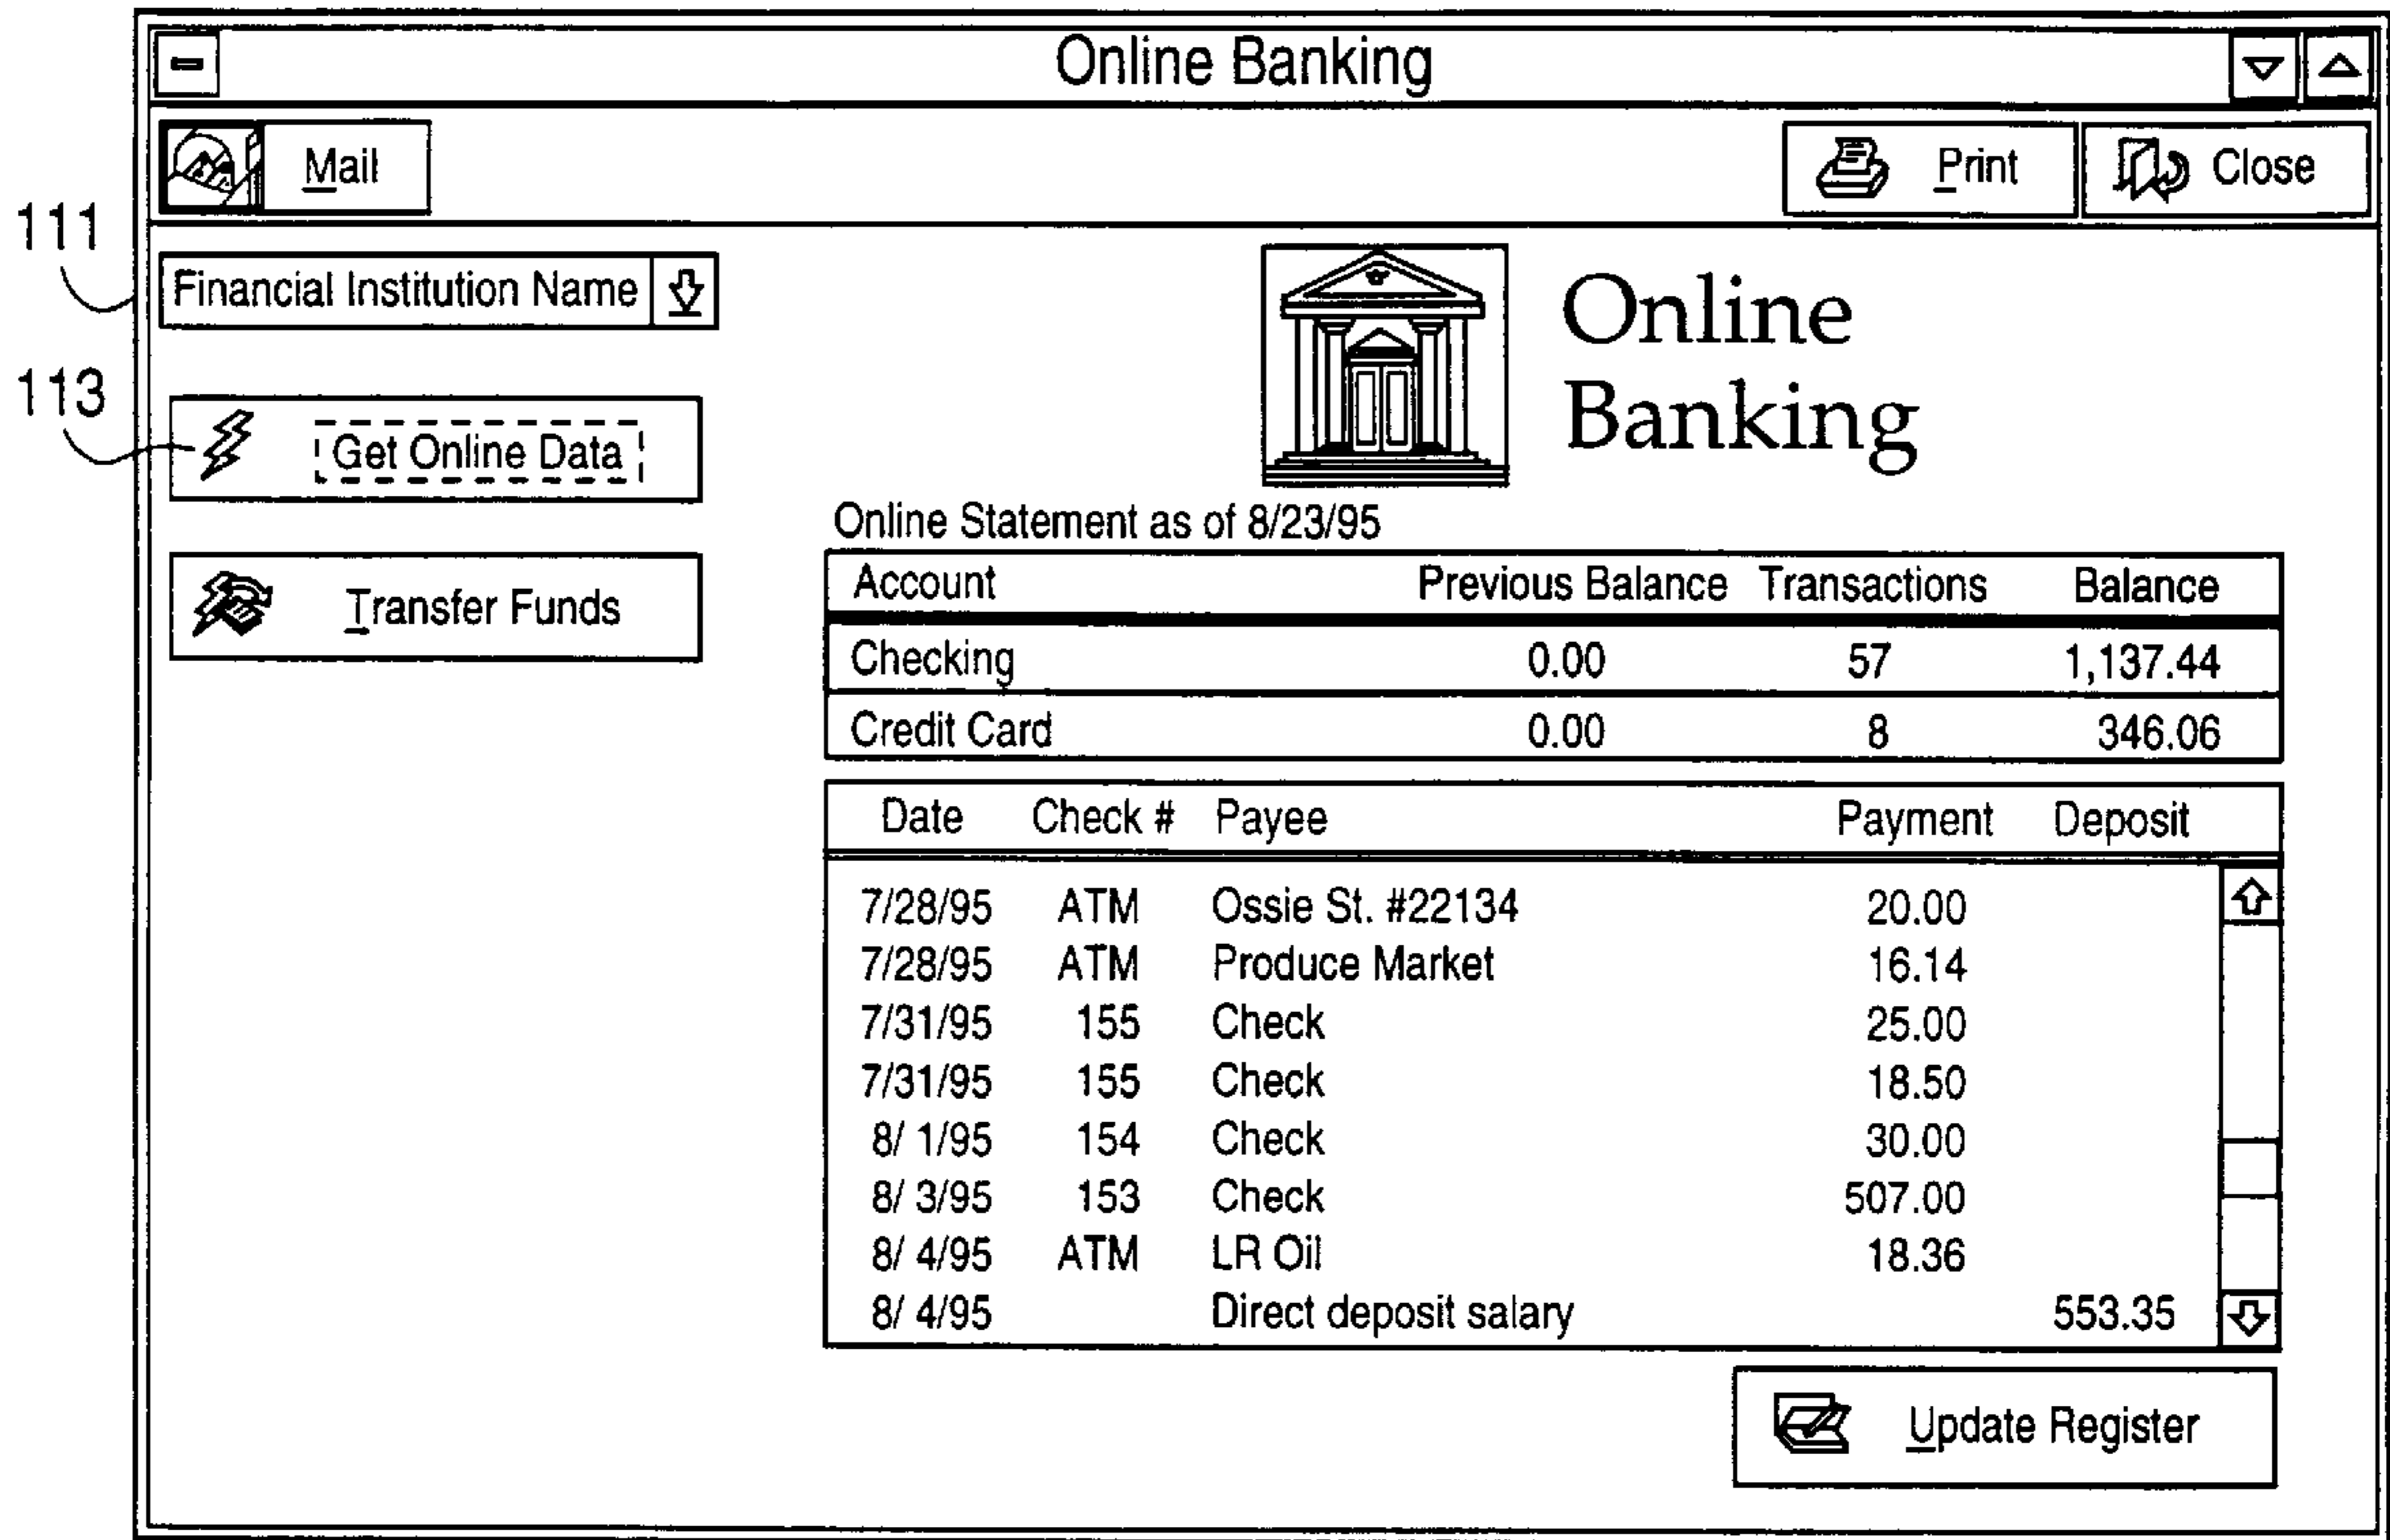 Online Banking
Mail Print Close
111
Financial Institution Name
113
Get Online Data
Transfer Funds
Online
Banking
Online Statement as of 8/23/95
Account Previous Balance Transactions Balance
Checking 0.00 57 1,137.44
Credit Card 0.00 8 346.06
Date Check # Payee Payment Deposit
7/28/95 ATM Ossie St. #22134 20.00
7/28/95 ATM Produce Market 16.14
7/31/95 155 Check 25.00
7/31/95 155 Check 18.50
8/ 1/95 154 Check 30.00
8/ 3/95 153 Check 507.00
8/ 4/95 ATM LR Oil 18.36
8/ 4/95 Direct deposit salary 553.35
Update Register